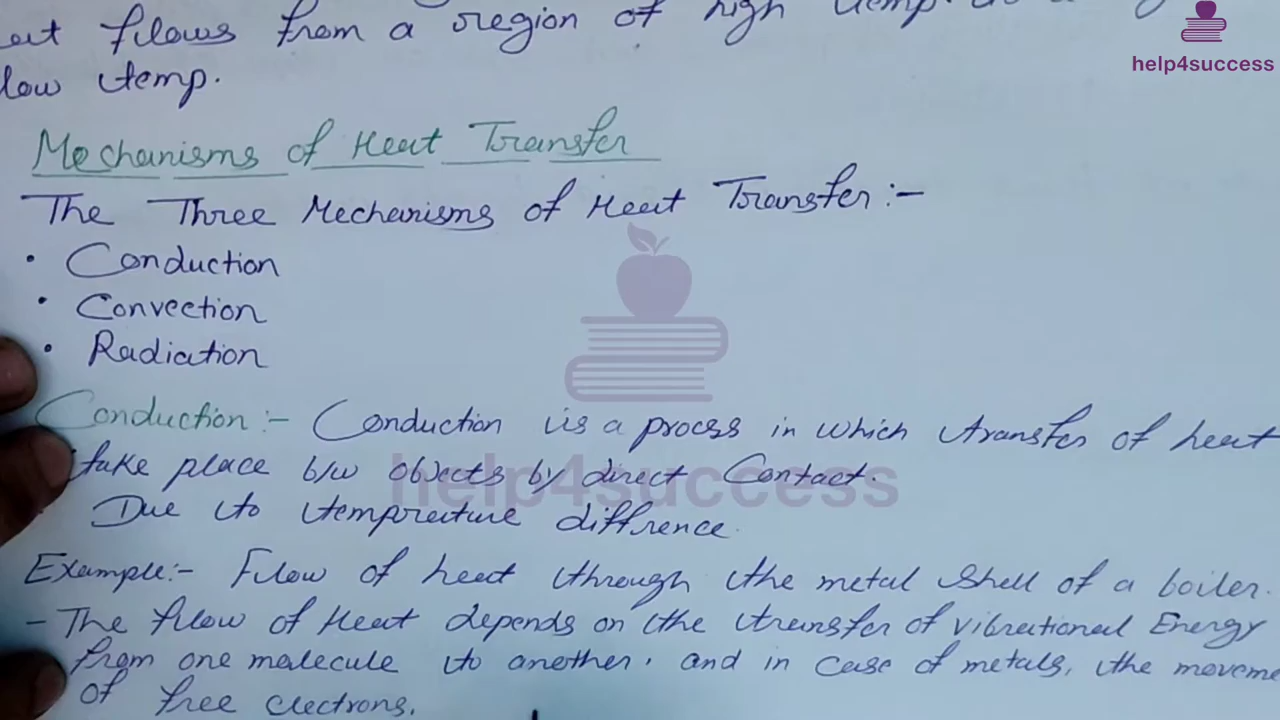 flows from a region of high temp. to a
low temp.
help4success
Mechanisms of Heat Transfer
The Three Mechanisms of Heat Transfer :-
• Conduction
• Convection
• Radiation
Conduction :- Conduction is a process in which transfer of heat
take place b/w objects by direct Contact.
help4success
Due to temperature diffrence.
Example:- Flow of heat through the metal shell of a boiler.
- The flow of Heat depends on the transfer of vibrational Energy
from one malecule to another, and in case of metals, the moveme
of free electrons.